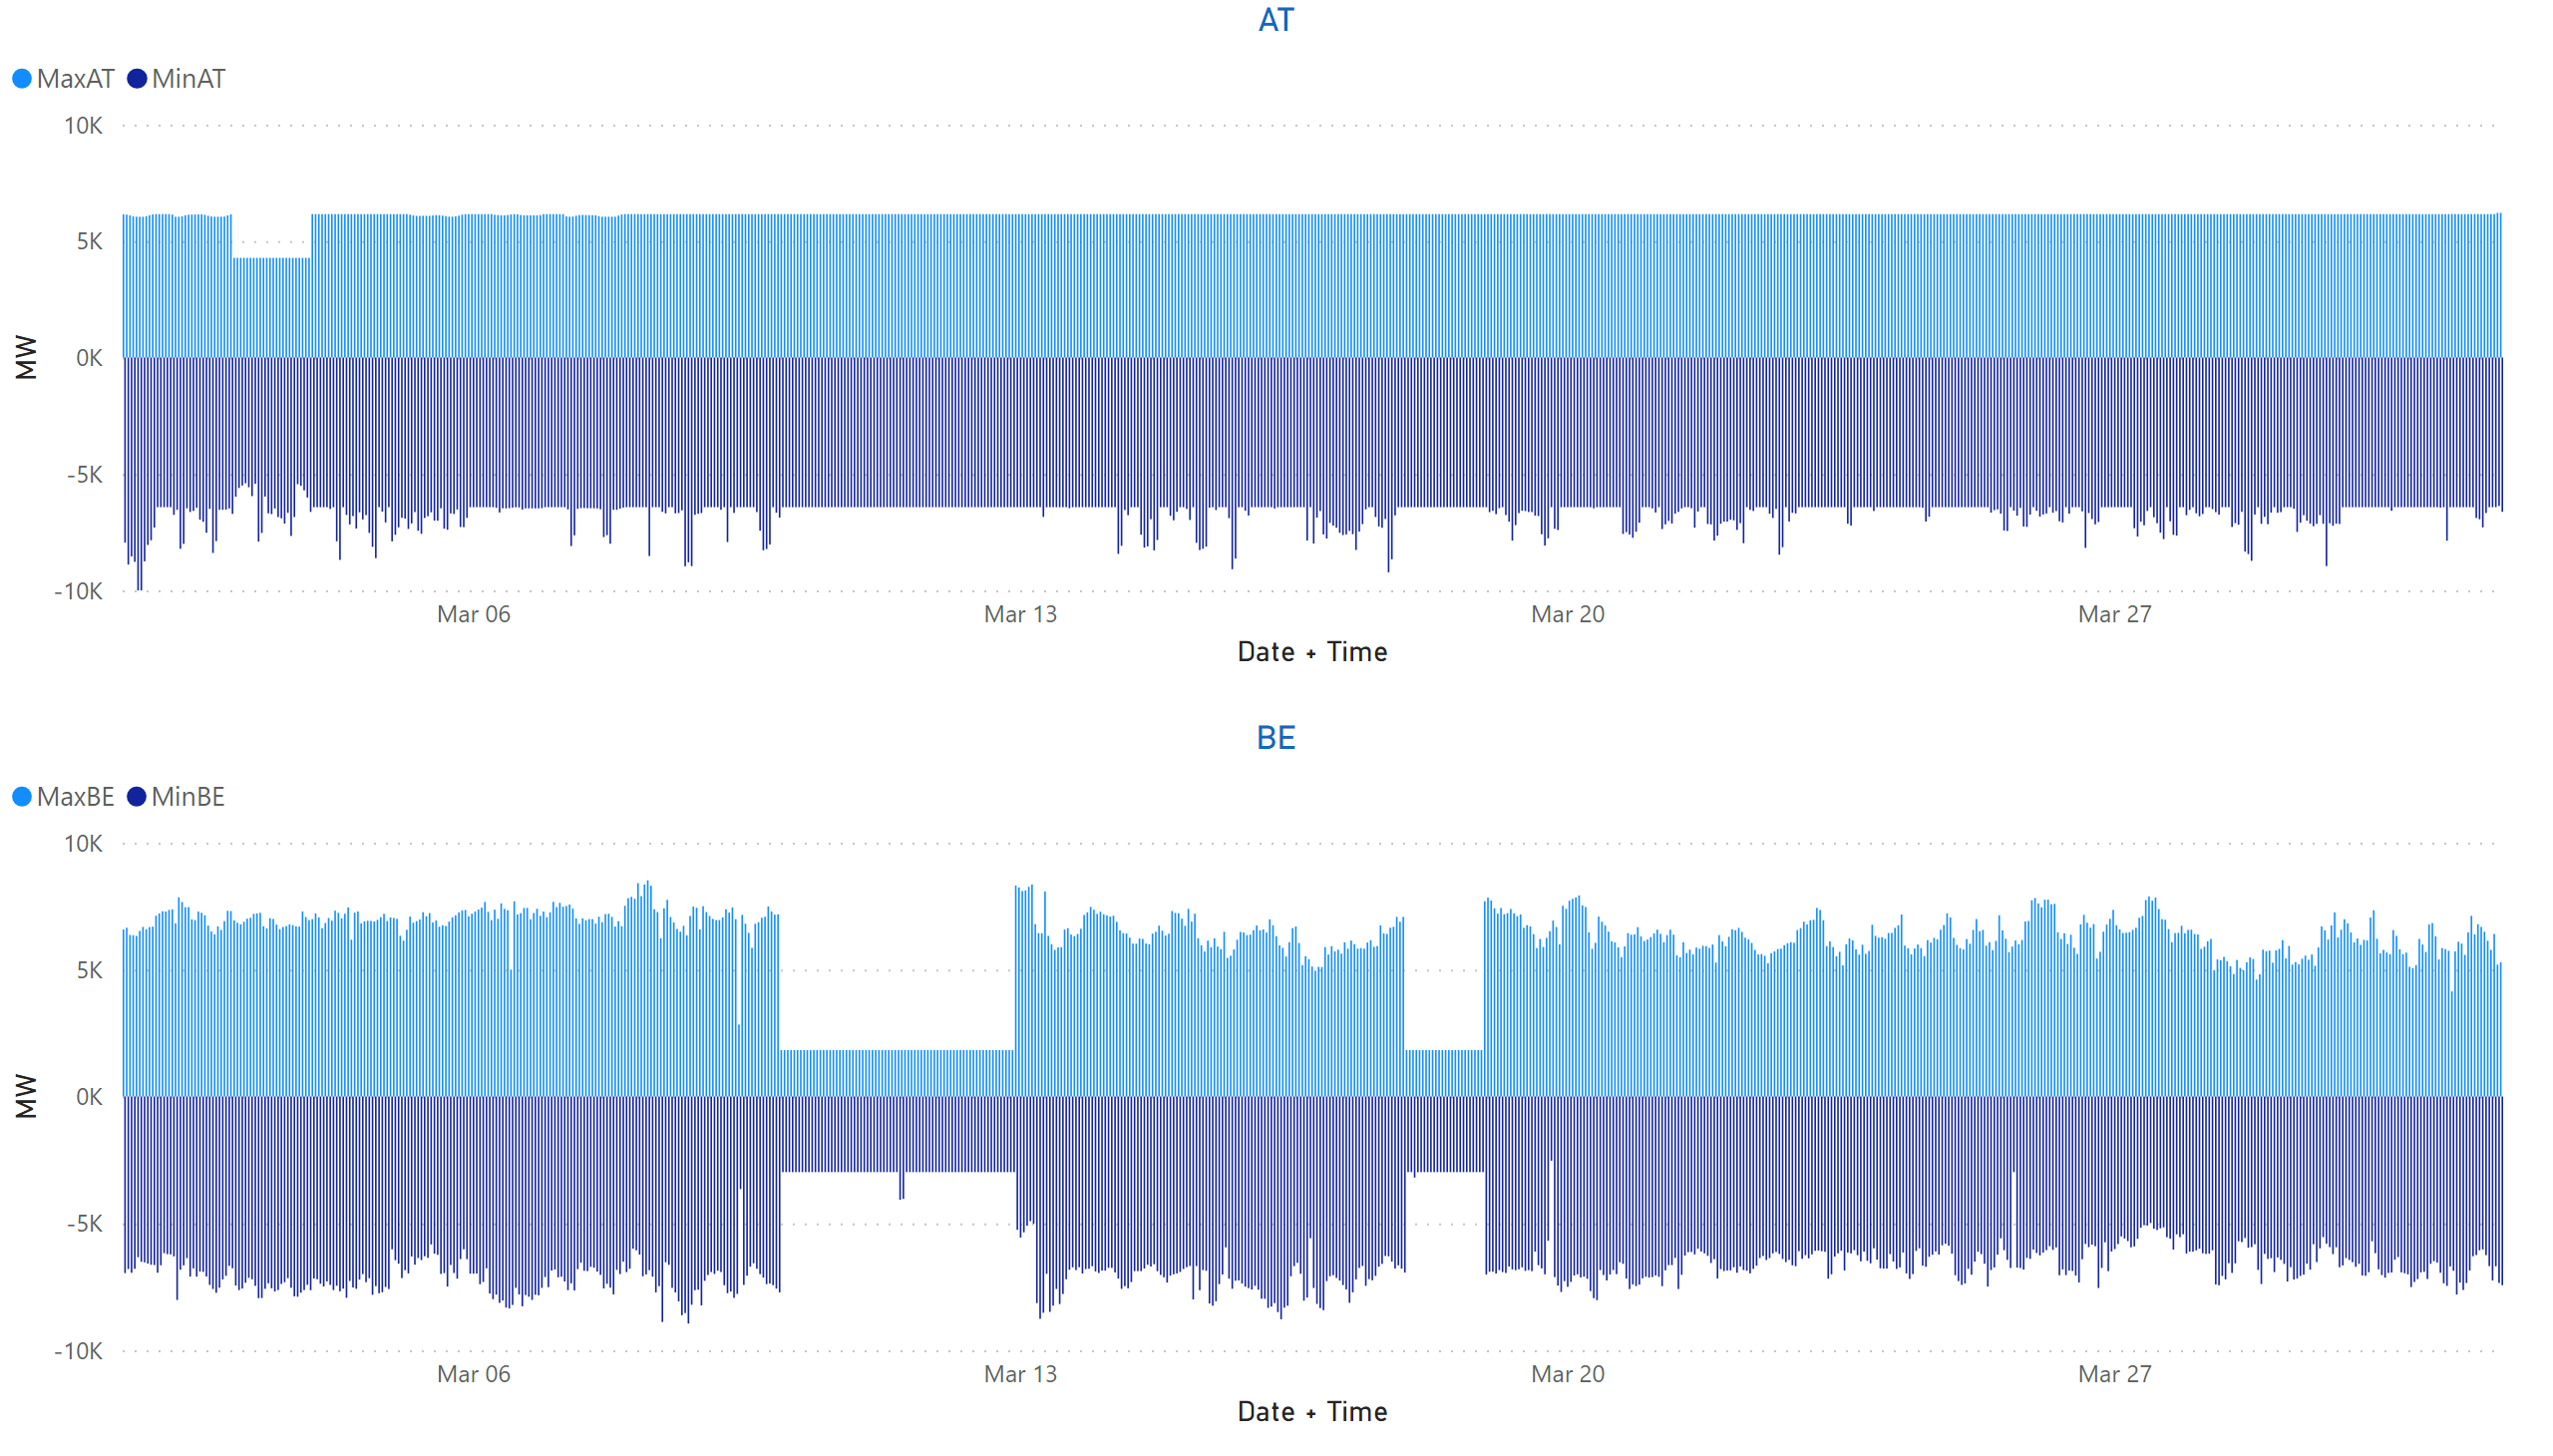 AT
MaxAT MinAT
10K
5K
0K
-5K
-10K
MW
Mar 06 Mar 13 Mar 20 Mar 27
Date + Time
BE
MaxBE MinBE
10K
5K
0K
-5K
-10K
MW
Mar 06 Mar 13 Mar 20 Mar 27
Date + Time